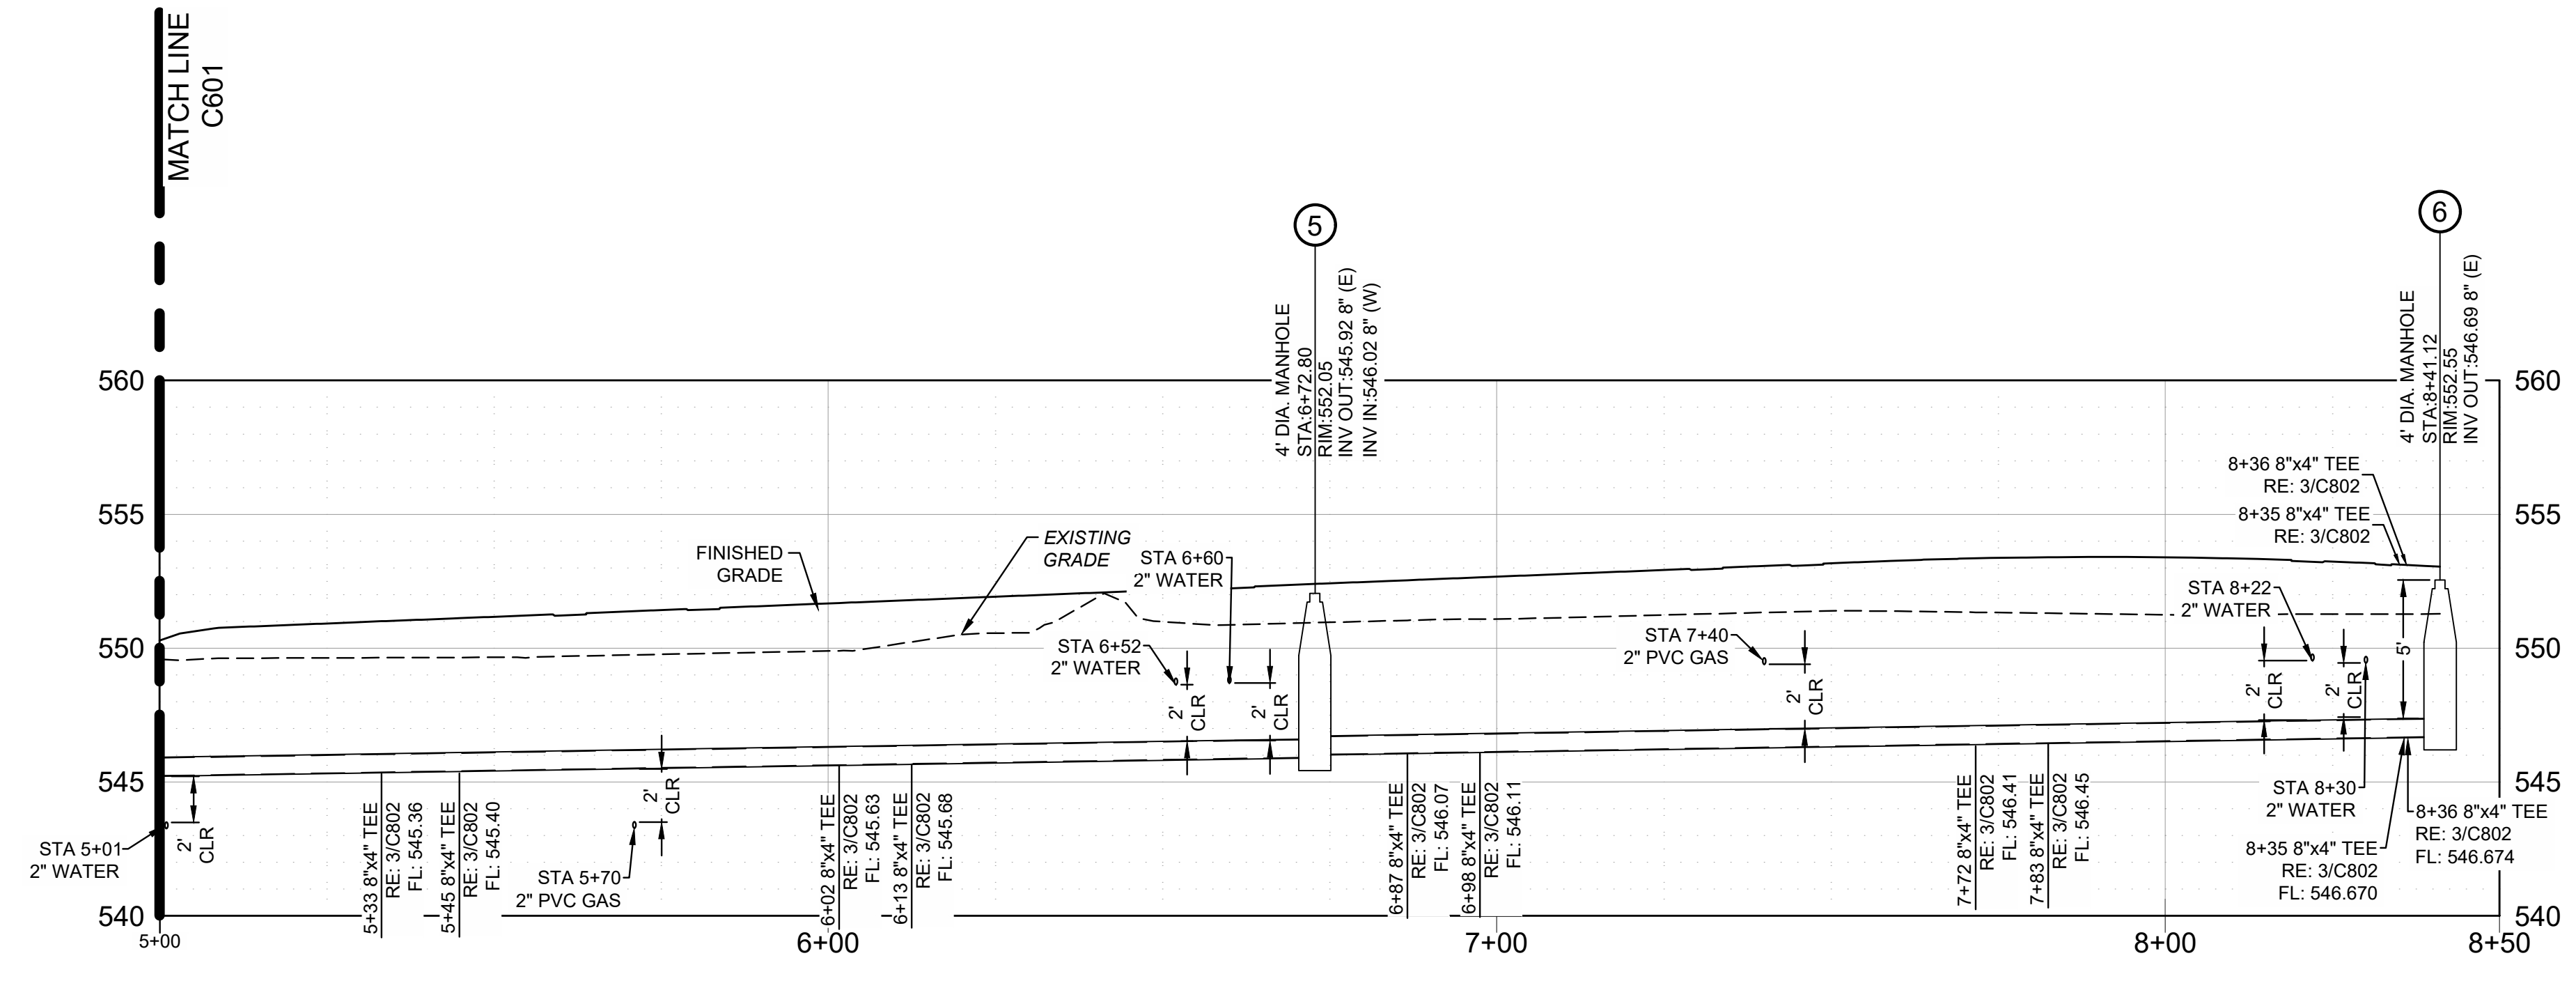 MATCH LINE
C601
5
4' DIA. MANHOLE
STA:6+72.80
RIM:552.05
INV OUT:545.92 8" (E)
INV IN:546.02 8" (W)
6
4' DIA. MANHOLE
STA:8+41.12
RIM:552.55
INV OUT:546.69 8" (E)
560
560
555
555
550
550
545
545
540
540
FINISHED
GRADE
EXISTING
GRADE
STA 6+60
2" WATER
STA 6+52
2" WATER
2'
CLR
2'
CLR
STA 7+40
2" PVC GAS
2'
CLR
8+36 8"x4" TEE
RE: 3/C802
8+35 8"x4" TEE
RE: 3/C802
STA 8+22
2" WATER
2'
CLR
2'
CLR
5'
STA 5+01
2" WATER
2'
CLR
5+33 8"x4" TEE
RE: 3/C802
FL: 545.36
5+45 8"x4" TEE
RE: 3/C802
FL: 545.40
STA 5+70
2" PVC GAS
2'
CLR
6+02 8"x4" TEE
RE: 3/C802
FL: 545.63
6+13 8"x4" TEE
RE: 3/C802
FL: 545.68
6+87 8"x4" TEE
RE: 3/C802
FL: 546.07
6+98 8"x4" TEE
RE: 3/C802
FL: 546.11
7+72 8"x4" TEE
RE: 3/C802
FL: 546.41
7+83 8"x4" TEE
RE: 3/C802
FL: 546.45
STA 8+30
2" WATER
8+35 8"x4" TEE
RE: 3/C802
FL: 546.670
8+36 8"x4" TEE
RE: 3/C802
FL: 546.674
5+00
6+00
7+00
8+00
8+50